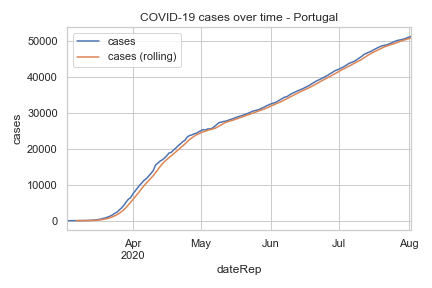 COVID-19 cases over time - Portugal
cases
cases (rolling)
50000
40000
30000
20000
10000
0
cases
Apr
2020
May
Jun
Jul
Aug
dateRep